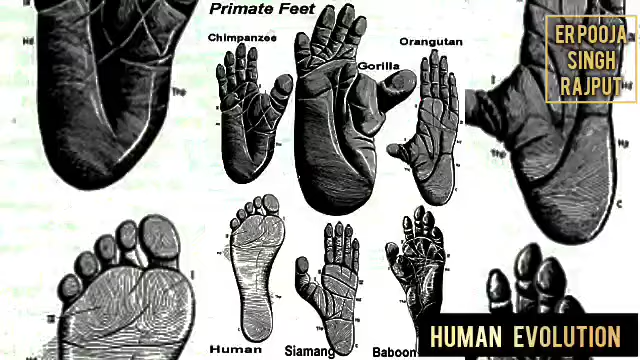 Primate Feet
Chimpanzee
Orangutan
Gorilla
Human
Siamang
Baboon
ER POOJA
SINGH
RAJPUT
HUMAN EVOLUTION